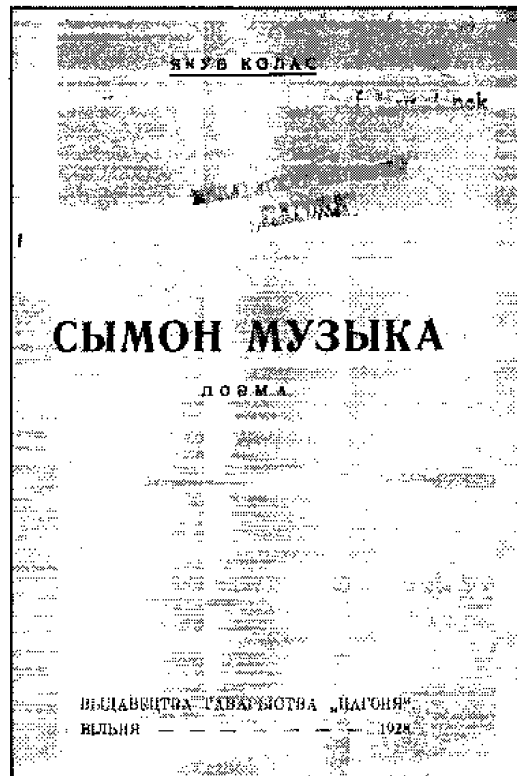 ЯКУБ КОЛАС
СЫМОН МУЗЫКА
ПОЭМА
ВЫДАВЕЦТВА ТАВАРЫСТВА „ПАГОНЯ“
ВІЛЬНЯ — — — — — — 1928